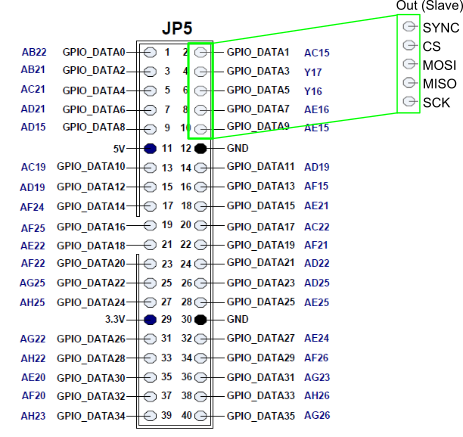 Out (Slave)
SYNC
CS
MOSI
MISO
SCK
JP5
AB22 GPIO_DATA0 1 2 GPIO_DATA1 AC15
AB21 GPIO_DATA2 3 4 GPIO_DATA3 Y17
AC21 GPIO_DATA4 5 6 GPIO_DATA5 Y16
AD21 GPIO_DATA6 7 8 GPIO_DATA7 AE16
AD15 GPIO_DATA8 9 10 GPIO_DATA9 AE15
5V 11 12 GND
AC19 GPIO_DATA10 13 14 GPIO_DATA11 AD19
AD19 GPIO_DATA12 15 16 GPIO_DATA13 AF15
AF24 GPIO_DATA14 17 18 GPIO_DATA15 AE21
AF25 GPIO_DATA16 19 20 GPIO_DATA17 AC22
AE22 GPIO_DATA18 21 22 GPIO_DATA19 AF21
AF22 GPIO_DATA20 23 24 GPIO_DATA21 AD22
AG25 GPIO_DATA22 25 26 GPIO_DATA23 AD25
AH25 GPIO_DATA24 27 28 GPIO_DATA25 AE25
3.3V 29 30 GND
AG22 GPIO_DATA26 31 32 GPIO_DATA27 AE24
AH22 GPIO_DATA28 33 34 GPIO_DATA29 AF26
AE20 GPIO_DATA30 35 36 GPIO_DATA31 AG23
AF20 GPIO_DATA32 37 38 GPIO_DATA33 AH26
AH23 GPIO_DATA34 39 40 GPIO_DATA35 AG26